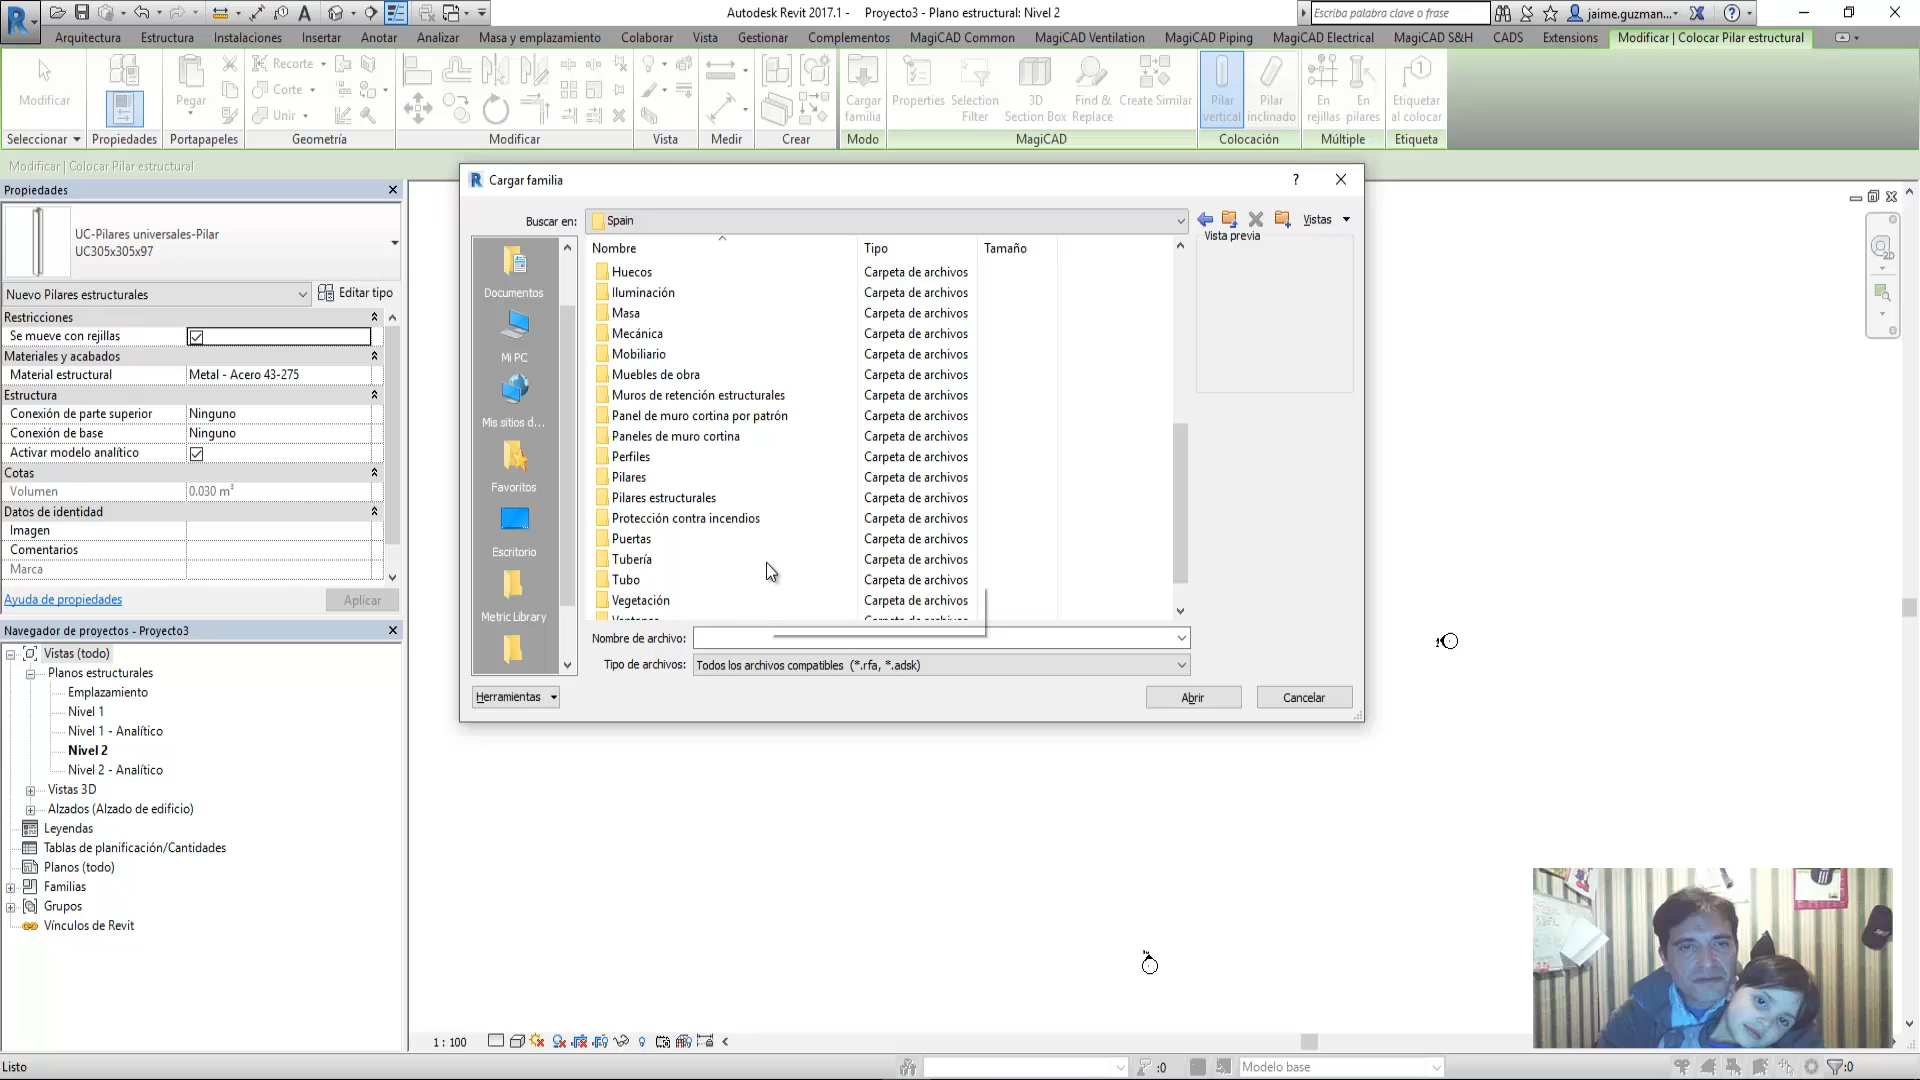 Autodesk Revit 2017.1 - Proyecto3 - Plano estructural: Nivel 2
Escriba palabra clave o frase
jaime.guzman...
Arquitectura Estructura Instalaciones Insertar Anotar Analizar Masa y emplazamiento Colaborar Vista Gestionar Complementos MagiCAD Common MagiCAD Ventilation MagiCAD Piping MagiCAD Electrical MagiCAD S&H CADS Extensions Modificar | Colocar Pilar estructural
Modificar
Pegar
Recorte
Corte
Unir
Cargar familia
Properties
Selection Filter
3D Section Box
Find & Replace
Create Similar
Pilar vertical
Pilar inclinado
En rejillas
En pilares
Etiquetar al colocar
Seleccionar Propiedades Portapapeles Geometría Modificar Vista Medir Crear Modo MagiCAD Colocación Múltiple Etiqueta
Modificar | Colocar Pilar estructural
Propiedades
UC-Pilares universales-Pilar
UC305x305x97
Nuevo Pilares estructurales Editar tipo
Restricciones
Se mueve con rejillas
Materiales y acabados
Material estructural Metal - Acero 43-275
Estructura
Conexión de parte superior Ninguno
Conexión de base Ninguno
Activar modelo analítico
Cotas
Volumen 0.030 m³
Datos de identidad
Imagen
Comentarios
Marca
Ayuda de propiedades Aplicar
Navegador de proyectos - Proyecto3
Vistas (todo)
Planos estructurales
Emplazamiento
Nivel 1
Nivel 1 - Analítico
Nivel 2
Nivel 2 - Analítico
Vistas 3D
Alzados (Alzado de edificio)
Leyendas
Tablas de planificación/Cantidades
Planos (todo)
Familias
Grupos
Vínculos de Revit
Cargar familia
Buscar en: Spain Vistas
Vista previa
Documentos
Mi PC
Mis sitios d...
Favoritos
Escritorio
Metric Library
Nombre Tipo Tamaño
Huecos Carpeta de archivos
Iluminación Carpeta de archivos
Masa Carpeta de archivos
Mecánica Carpeta de archivos
Mobiliario Carpeta de archivos
Muebles de obra Carpeta de archivos
Muros de retención estructurales Carpeta de archivos
Panel de muro cortina por patrón Carpeta de archivos
Paneles de muro cortina Carpeta de archivos
Perfiles Carpeta de archivos
Pilares Carpeta de archivos
Pilares estructurales Carpeta de archivos
Protección contra incendios Carpeta de archivos
Puertas Carpeta de archivos
Tubería Carpeta de archivos
Tubo Carpeta de archivos
Vegetación Carpeta de archivos
Nombre de archivo:
Tipo de archivos: Todos los archivos compatibles (*.rfa, *.adsk)
Herramientas Abrir Cancelar
2D
1 : 100
Listo :0 Modelo base :0